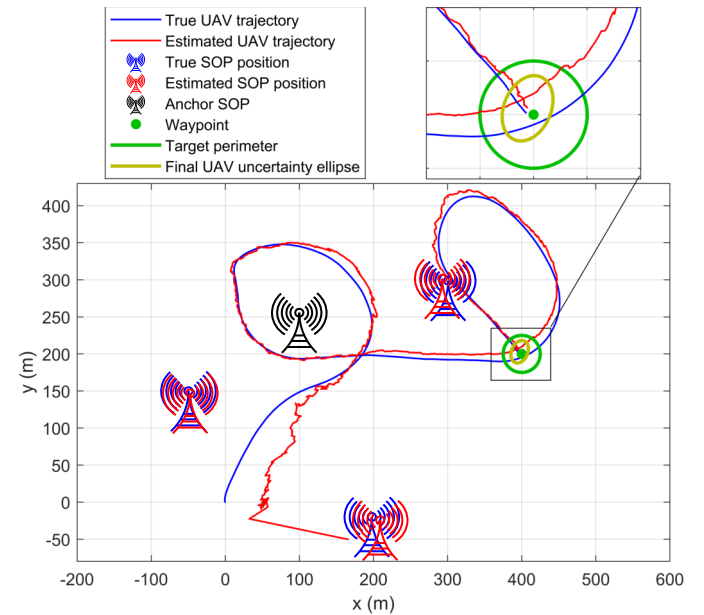 True UAV trajectory
Estimated UAV trajectory
True SOP position
Estimated SOP position
Anchor SOP
Waypoint
Target perimeter
Final UAV uncertainty ellipse
400
350
300
250
200
150
100
50
0
-50
y (m)
-200 -100 0 100 200 300 400 500 600
x (m)